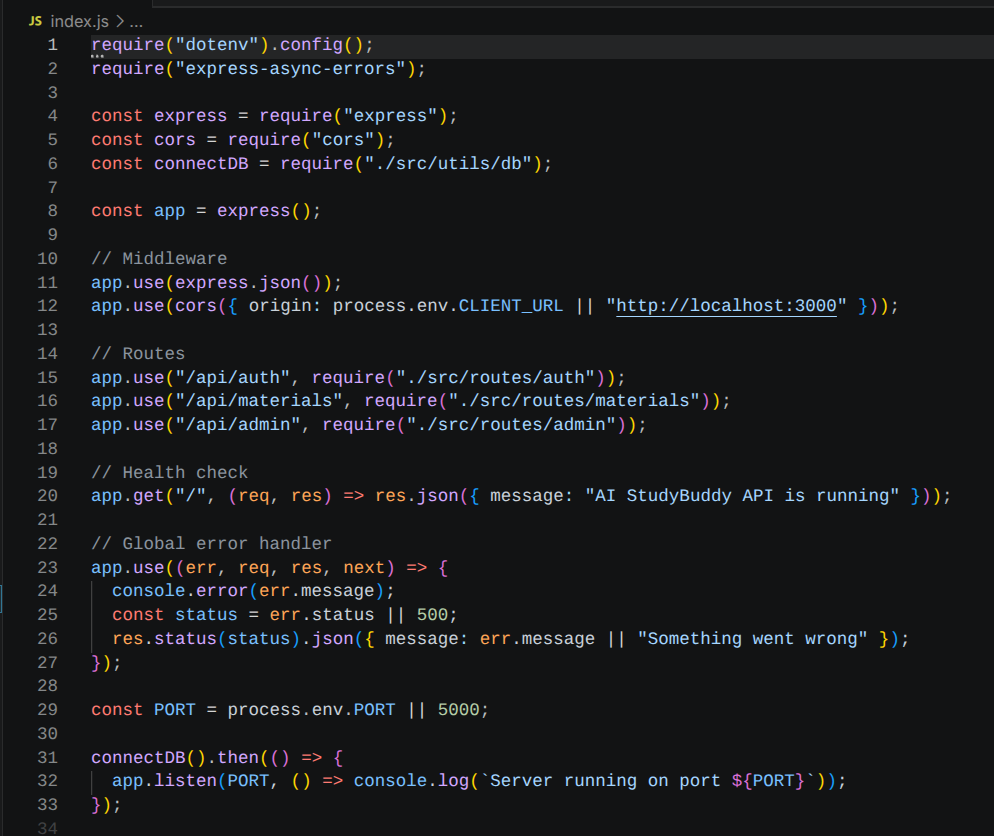 JS index.js > ...
1 require("dotenv").config();
2 require("express-async-errors");
3
4 const express = require("express");
5 const cors = require("cors");
6 const connectDB = require("./src/utils/db");
7
8 const app = express();
9
10 // Middleware
11 app.use(express.json());
12 app.use(cors({ origin: process.env.CLIENT_URL || "http://localhost:3000" }));
13
14 // Routes
15 app.use("/api/auth", require("./src/routes/auth"));
16 app.use("/api/materials", require("./src/routes/materials"));
17 app.use("/api/admin", require("./src/routes/admin"));
18
19 // Health check
20 app.get("/", (req, res) => res.json({ message: "AI StudyBuddy API is running" }));
21
22 // Global error handler
23 app.use((err, req, res, next) => {
24   console.error(err.message);
25   const status = err.status || 500;
26   res.status(status).json({ message: err.message || "Something went wrong" });
27 });
28
29 const PORT = process.env.PORT || 5000;
30
31 connectDB().then(() => {
32   app.listen(PORT, () => console.log(`Server running on port ${PORT}`));
33 });
34